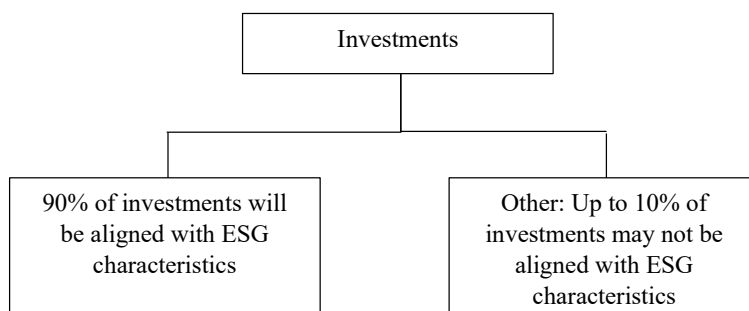 Investments
90% of investments will
be aligned with ESG
characteristics
Other: Up to 10% of
investments may not be
aligned with ESG
characteristics